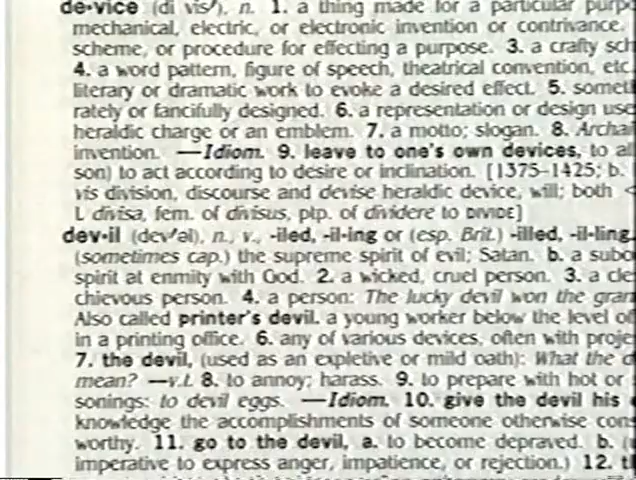 de•vice (di vīs′), n. 1. a thing made for a particular purpo
mechanical, electric, or electronic invention or contrivance.
scheme, or procedure for effecting a purpose. 3. a crafty sch
4. a word pattern, figure of speech, theatrical convention, etc.
literary or dramatic work to evoke a desired effect. 5. someth
rately or fancifully designed. 6. a representation or design use
heraldic charge or an emblem. 7. a motto; slogan. 8. Archai
invention. —Idiom. 9. leave to one's own devices, to al
son) to act according to desire or inclination. [1375–1425; b.
vis division, discourse and devise heraldic device, will; both <
L divisa, fem. of divisus, ptp. of dividere to DIVIDE]
dev•il (dev′əl), n., v., -iled, -il•ing or (esp. Brit.) -illed, -il•ling.
(sometimes cap.) the supreme spirit of evil; Satan. b. a subo
spirit at enmity with God. 2. a wicked, cruel person. 3. a cle
chievous person. 4. a person: The lucky devil won the gran
Also called printer's devil. a young worker below the level of
in a printing office. 6. any of various devices, often with proje
7. the devil, (used as an expletive or mild oath): What the d
mean? —v.t. 8. to annoy; harass. 9. to prepare with hot or
sonings: to devil eggs. —Idiom. 10. give the devil his
knowledge the accomplishments of someone otherwise cons
worthy. 11. go to the devil, a. to become depraved. b. (
imperative to express anger, impatience, or rejection.) 12. t